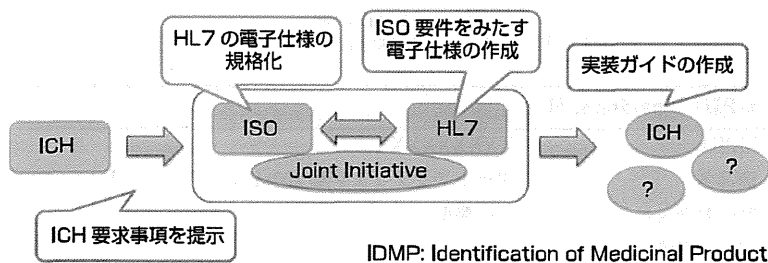 HL7 の電子仕様の
規格化
ISO 要件をみたす
電子仕様の作成
実装ガイドの作成
ICH
ISO
HL7
Joint Initiative
ICH
?
?
ICH 要求事項を提示
IDMP: Identification of Medicinal Product